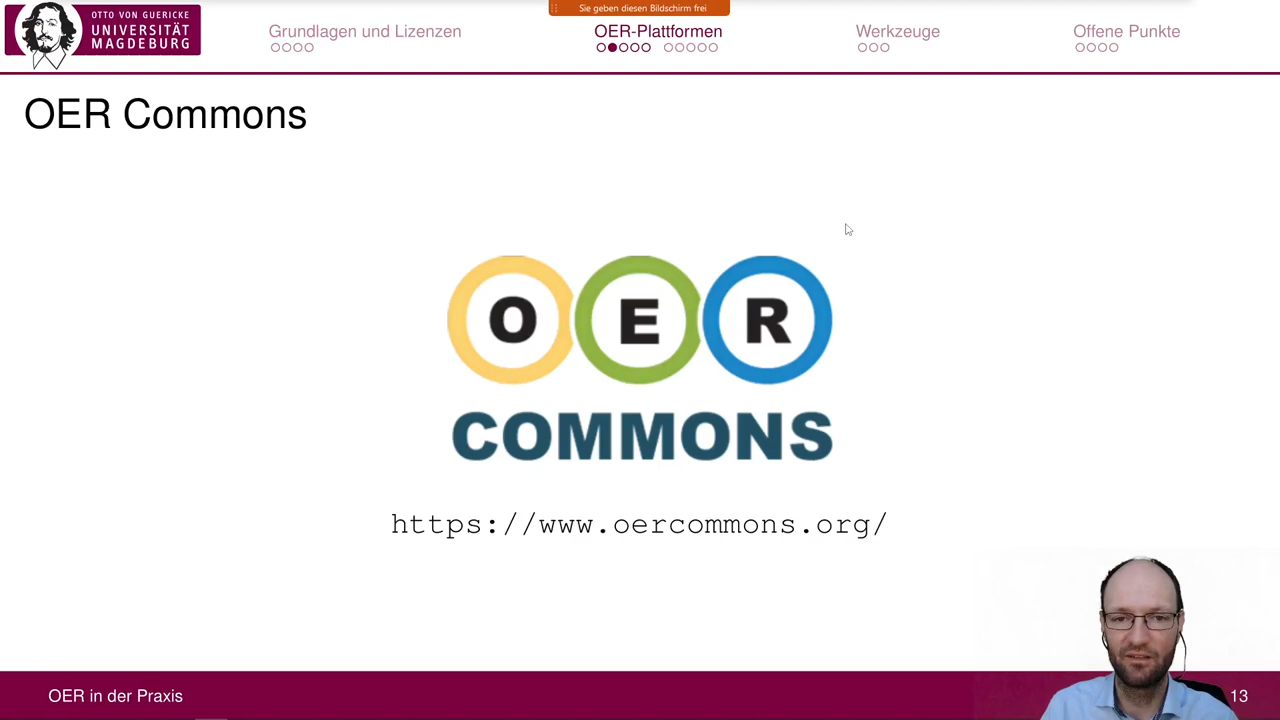 Sie geben diesen Bildschirm frei
OTTO VON GUERICKE
UNIVERSITÄT
MAGDEBURG
Grundlagen und Lizenzen
OER-Plattformen
Werkzeuge
Offene Punkte
OER Commons
O E R
COMMONS
https://www.oercommons.org/
OER in der Praxis
13